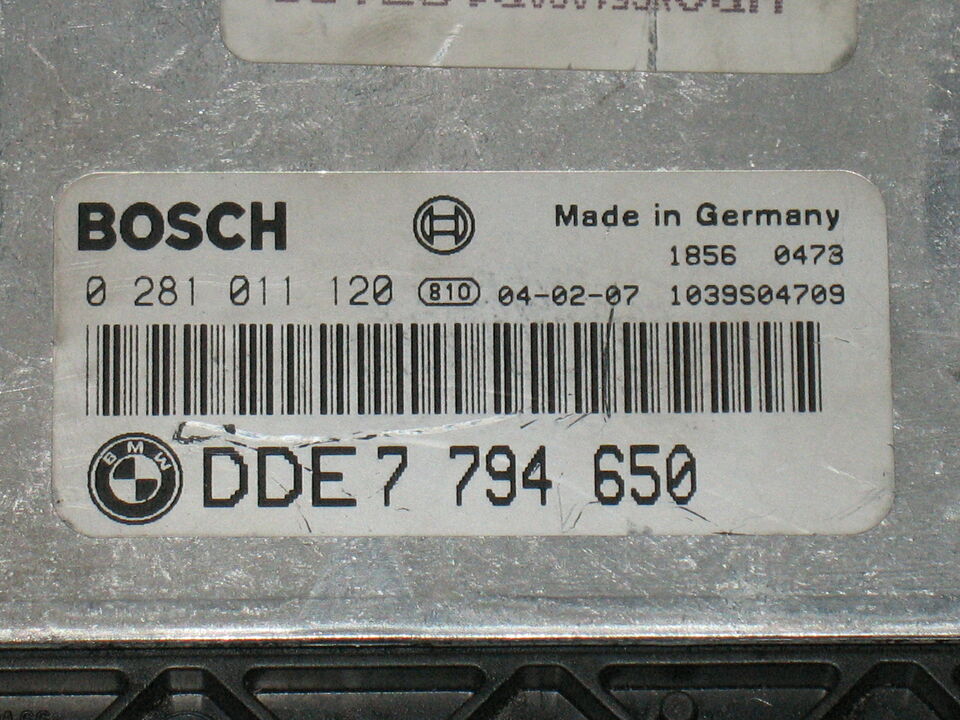 BOSCH
Made in Germany
1856 0473
0 281 011 120 810 04-02-07 1039S04709
BMW DDE 7 794 650